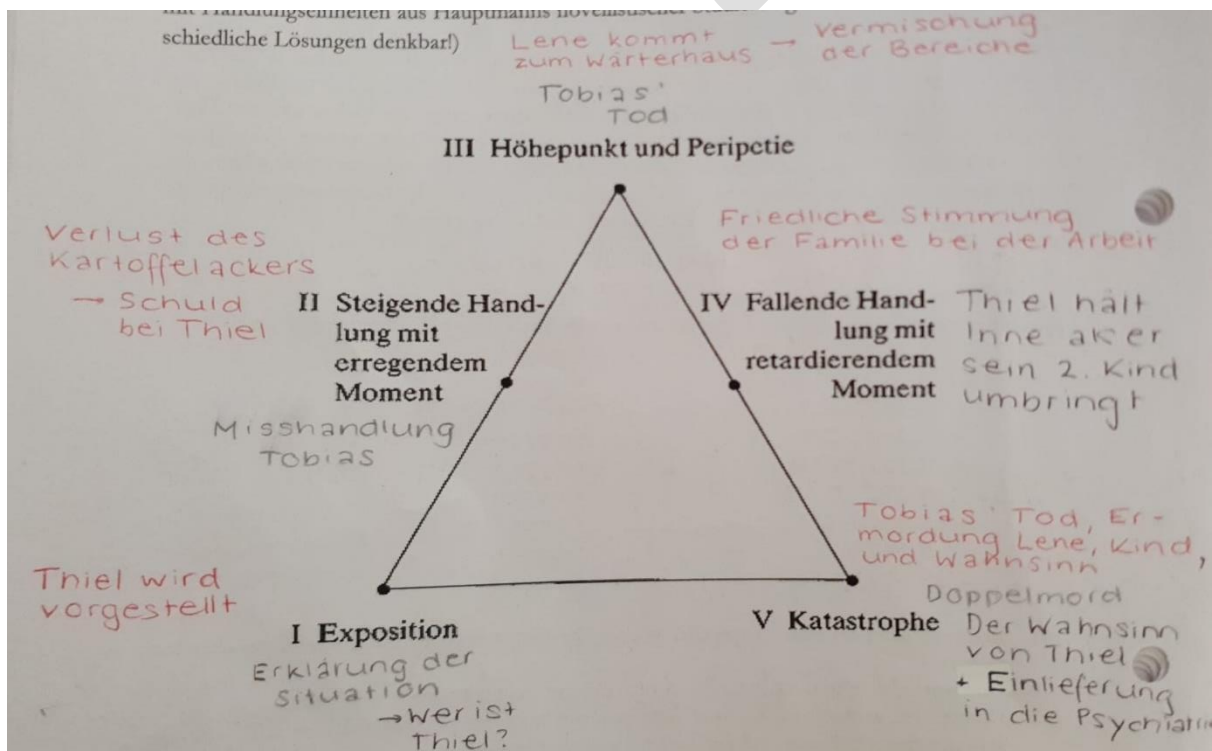 schiedliche Lösungen denkbar!)
Lene kommt
zum Wärterhaus → Vermischung
der Bereiche
Tobias'
Tod
III Höhepunkt und Peripetie
Verlust des
Kartoffelackers
→ Schuld
bei Thiel
II Steigende Hand-
lung mit
erregendem
Moment
Misshandlung
Tobias
Friedliche Stimmung
der Familie bei der Arbeit
IV Fallende Hand-
lung mit
retardierendem
Moment
Thiel hält
Inne
er
sein 2. Kind
umbringt
Thiel wird
vorgestellt
I Exposition
Erklärung der
Situation
→ Wer ist
Thiel?
Tobias' Tod, Er-
mordung Lene, Kind,
und Wahnsinn
V Katastrophe
Doppelmord
Der Wahnsinn
von Thiel
+ Einlieferung
in die